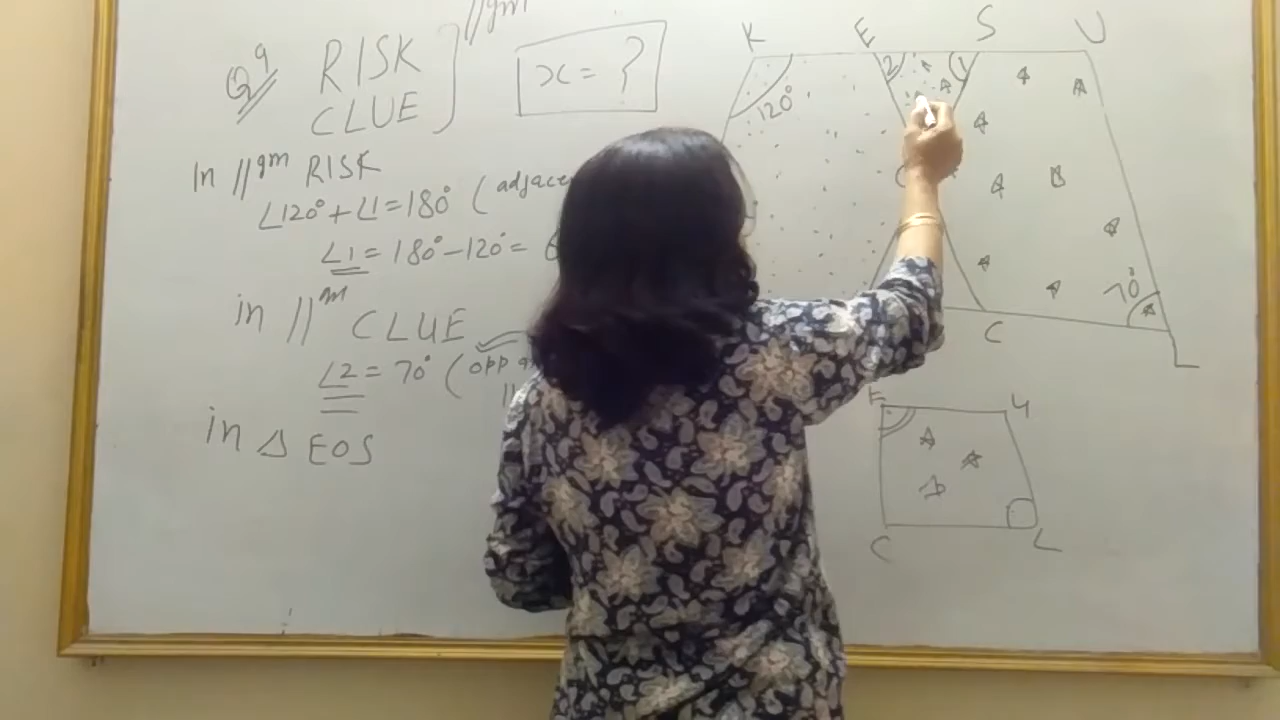 Q9 RISK
CLUE
//gm
x = ?
In //gm RISK
∠120° + ∠1 = 180° (adjace
∠1 = 180° - 120° =
in //m CLUE
∠2 = 70° (opp
in △ EOS
K E S U
120° 2 1
70°
C L
E U
C L